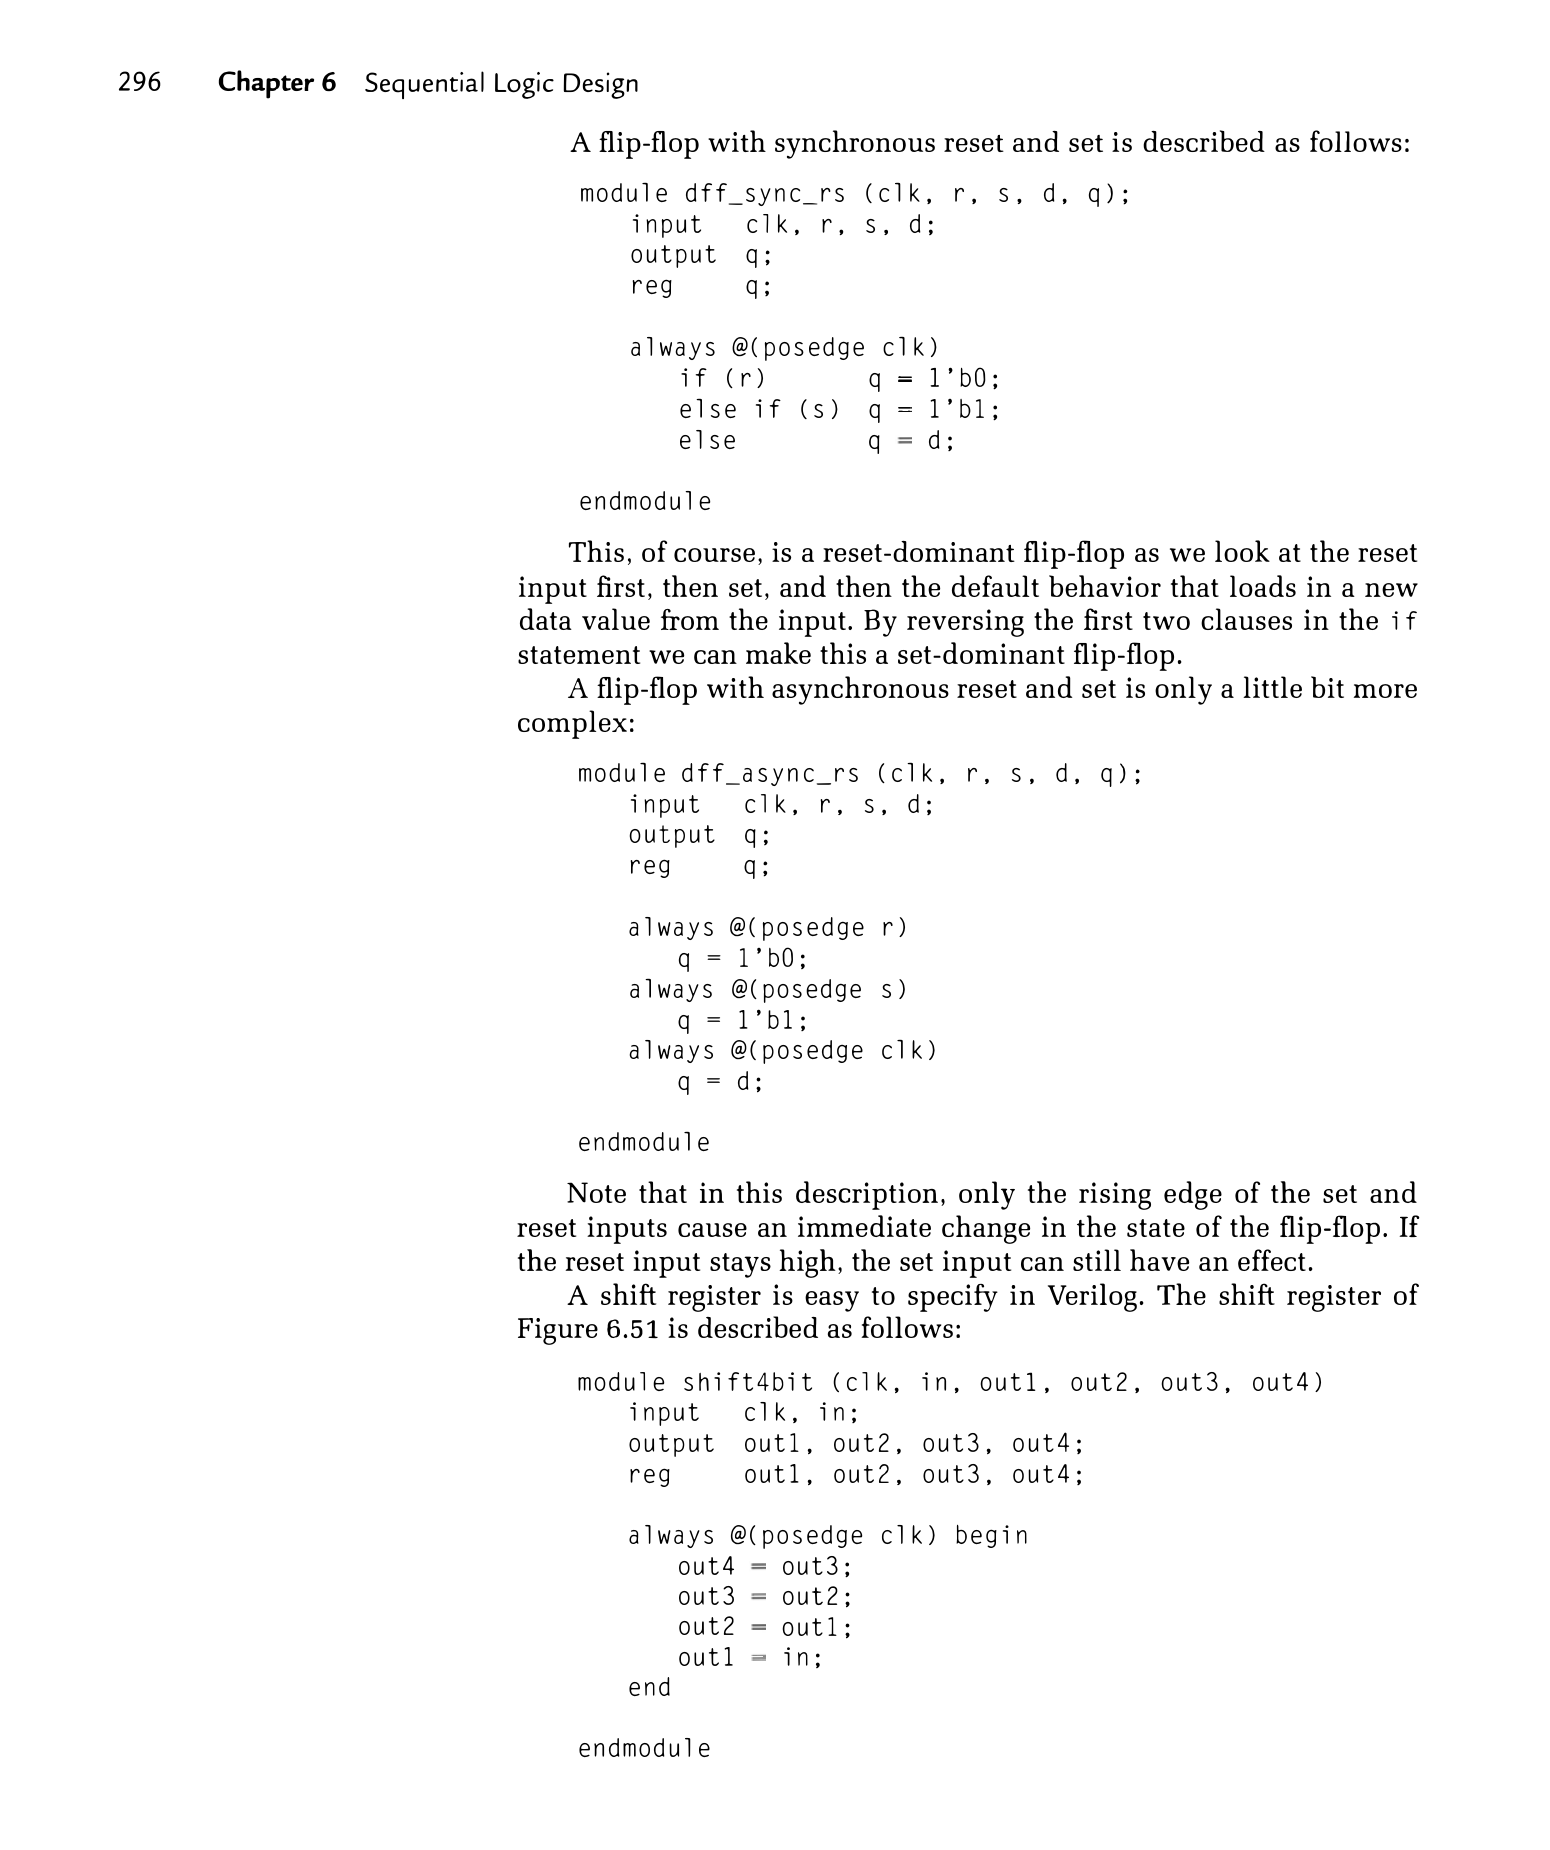 296 Chapter 6 Sequential Logic Design
A flip-flop with synchronous reset and set is described as follows:
module dff_sync_rs (clk, r, s, d, q);
input clk, r, s, d;
output q;
reg q;
always @(posedge clk)
if (r) q = 1'b0;
else if (s) q = 1'b1;
else q = d;
endmodule
This, of course, is a reset-dominant flip-flop as we look at the reset
input first, then set, and then the default behavior that loads in a new
data value from the input. By reversing the first two clauses in the if
statement we can make this a set-dominant flip-flop.
A flip-flop with asynchronous reset and set is only a little bit more
complex:
module dff_async_rs (clk, r, s, d, q);
input clk, r, s, d;
output q;
reg q;
always @(posedge r)
q = 1'b0;
always @(posedge s)
q = 1'b1;
always @(posedge clk)
q = d;
endmodule
Note that in this description, only the rising edge of the set and
reset inputs cause an immediate change in the state of the flip-flop. If
the reset input stays high, the set input can still have an effect.
A shift register is easy to specify in Verilog. The shift register of
Figure 6.51 is described as follows:
module shift4bit (clk, in, out1, out2, out3, out4)
input clk, in;
output out1, out2, out3, out4;
reg out1, out2, out3, out4;
always @(posedge clk) begin
out4 = out3;
out3 = out2;
out2 = out1;
out1 = in;
end
endmodule